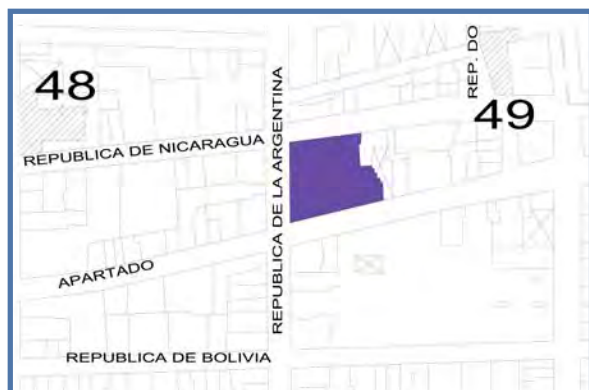 48
REP. DO
49
REPUBLICA DE NICARAGUA
REPUBLICA DE LA ARGENTINA
APARTADO
REPUBLICA DE BOLIVIA